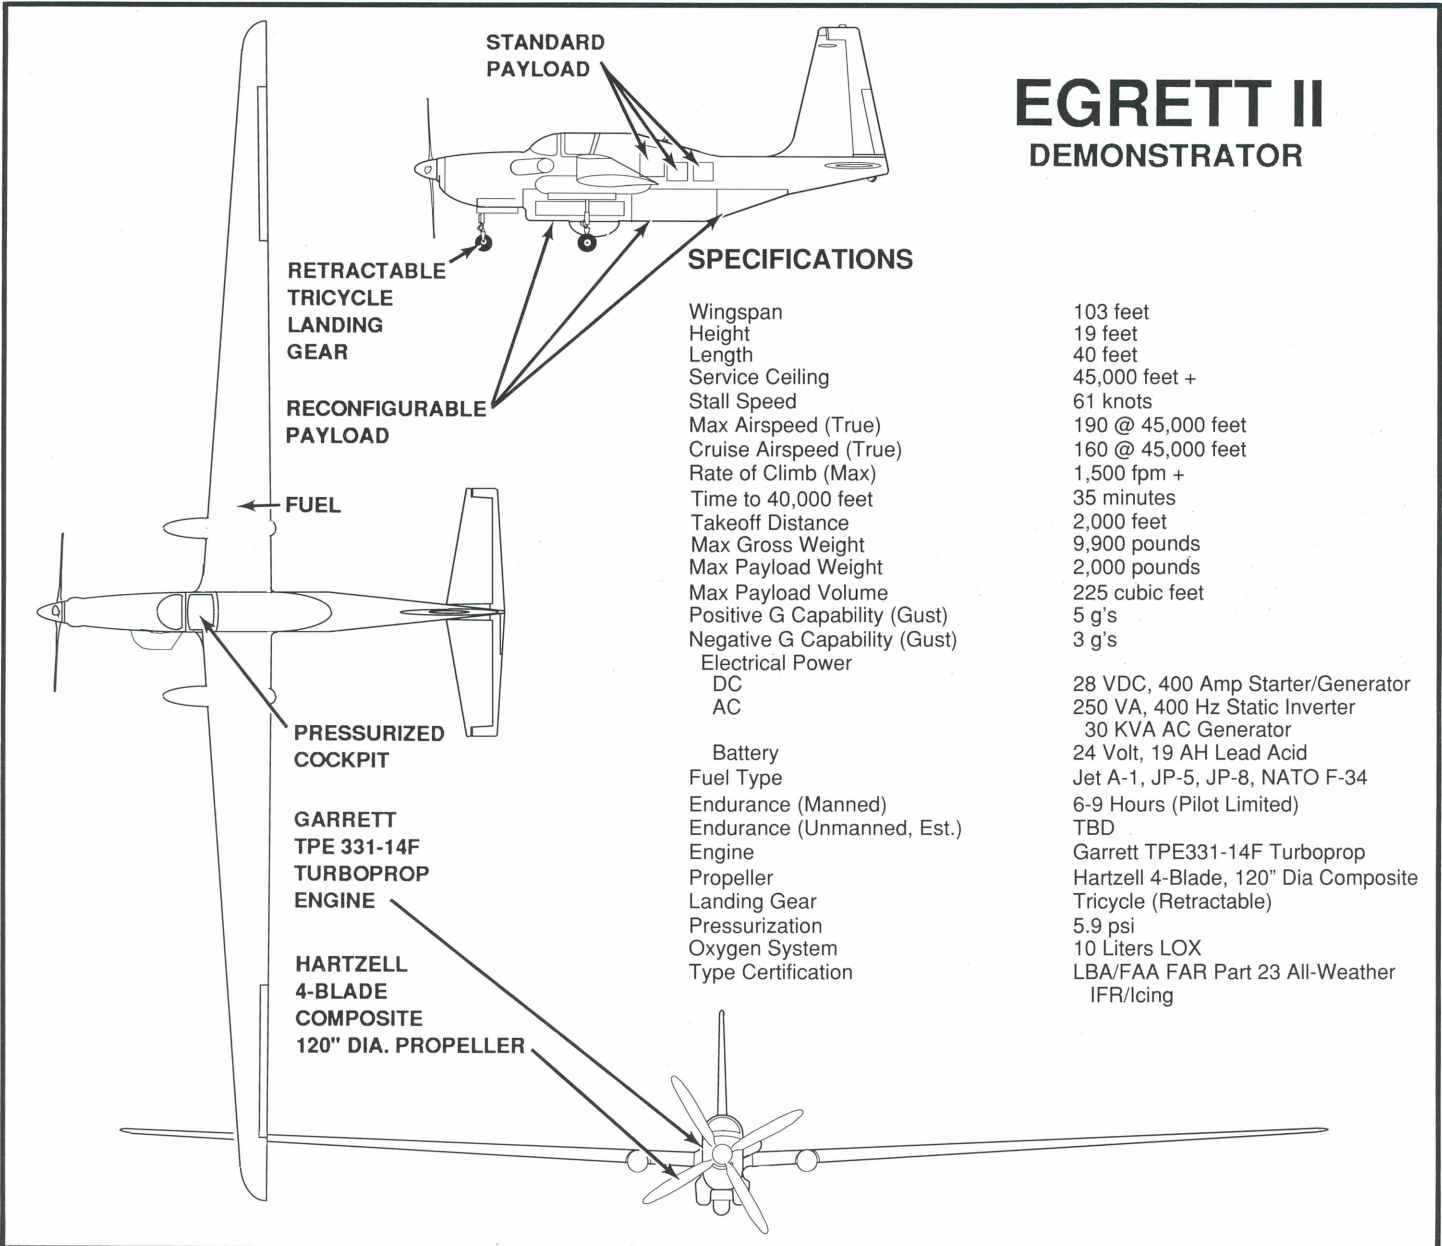 STANDARD
PAYLOAD
EGRETT II
DEMONSTRATOR
RETRACTABLE
TRICYCLE
LANDING
GEAR
RECONFIGURABLE
PAYLOAD
FUEL
PRESSURIZED
COCKPIT
GARRETT
TPE 331-14F
TURBOPROP
ENGINE
HARTZELL
4-BLADE
COMPOSITE
120" DIA. PROPELLER
SPECIFICATIONS
Wingspan 103 feet
Height 19 feet
Length 40 feet
Service Ceiling 45,000 feet +
Stall Speed 61 knots
Max Airspeed (True) 190 @ 45,000 feet
Cruise Airspeed (True) 160 @ 45,000 feet
Rate of Climb (Max) 1,500 fpm +
Time to 40,000 feet 35 minutes
Takeoff Distance 2,000 feet
Max Gross Weight 9,900 pounds
Max Payload Weight 2,000 pounds
Max Payload Volume 225 cubic feet
Positive G Capability (Gust) 5 g's
Negative G Capability (Gust) 3 g's
Electrical Power
DC 28 VDC, 400 Amp Starter/Generator
AC 250 VA, 400 Hz Static Inverter
30 KVA AC Generator
Battery 24 Volt, 19 AH Lead Acid
Fuel Type Jet A-1, JP-5, JP-8, NATO F-34
Endurance (Manned) 6-9 Hours (Pilot Limited)
Endurance (Unmanned, Est.) TBD
Engine Garrett TPE331-14F Turboprop
Propeller Hartzell 4-Blade, 120" Dia Composite
Landing Gear Tricycle (Retractable)
Pressurization 5.9 psi
Oxygen System 10 Liters LOX
Type Certification LBA/FAA FAR Part 23 All-Weather
IFR/Icing